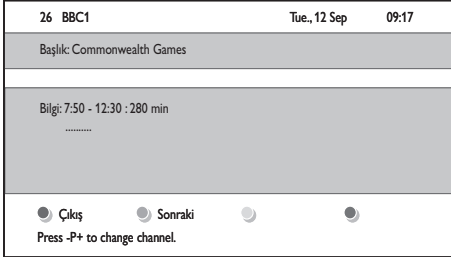 26 BBC1 Tue., 12 Sep 09:17
Başlık: Commonwealth Games
Bilgi: 7:50 - 12:30 : 280 min
..........
Çıkış Sonraki
Press -P+ to change channel.